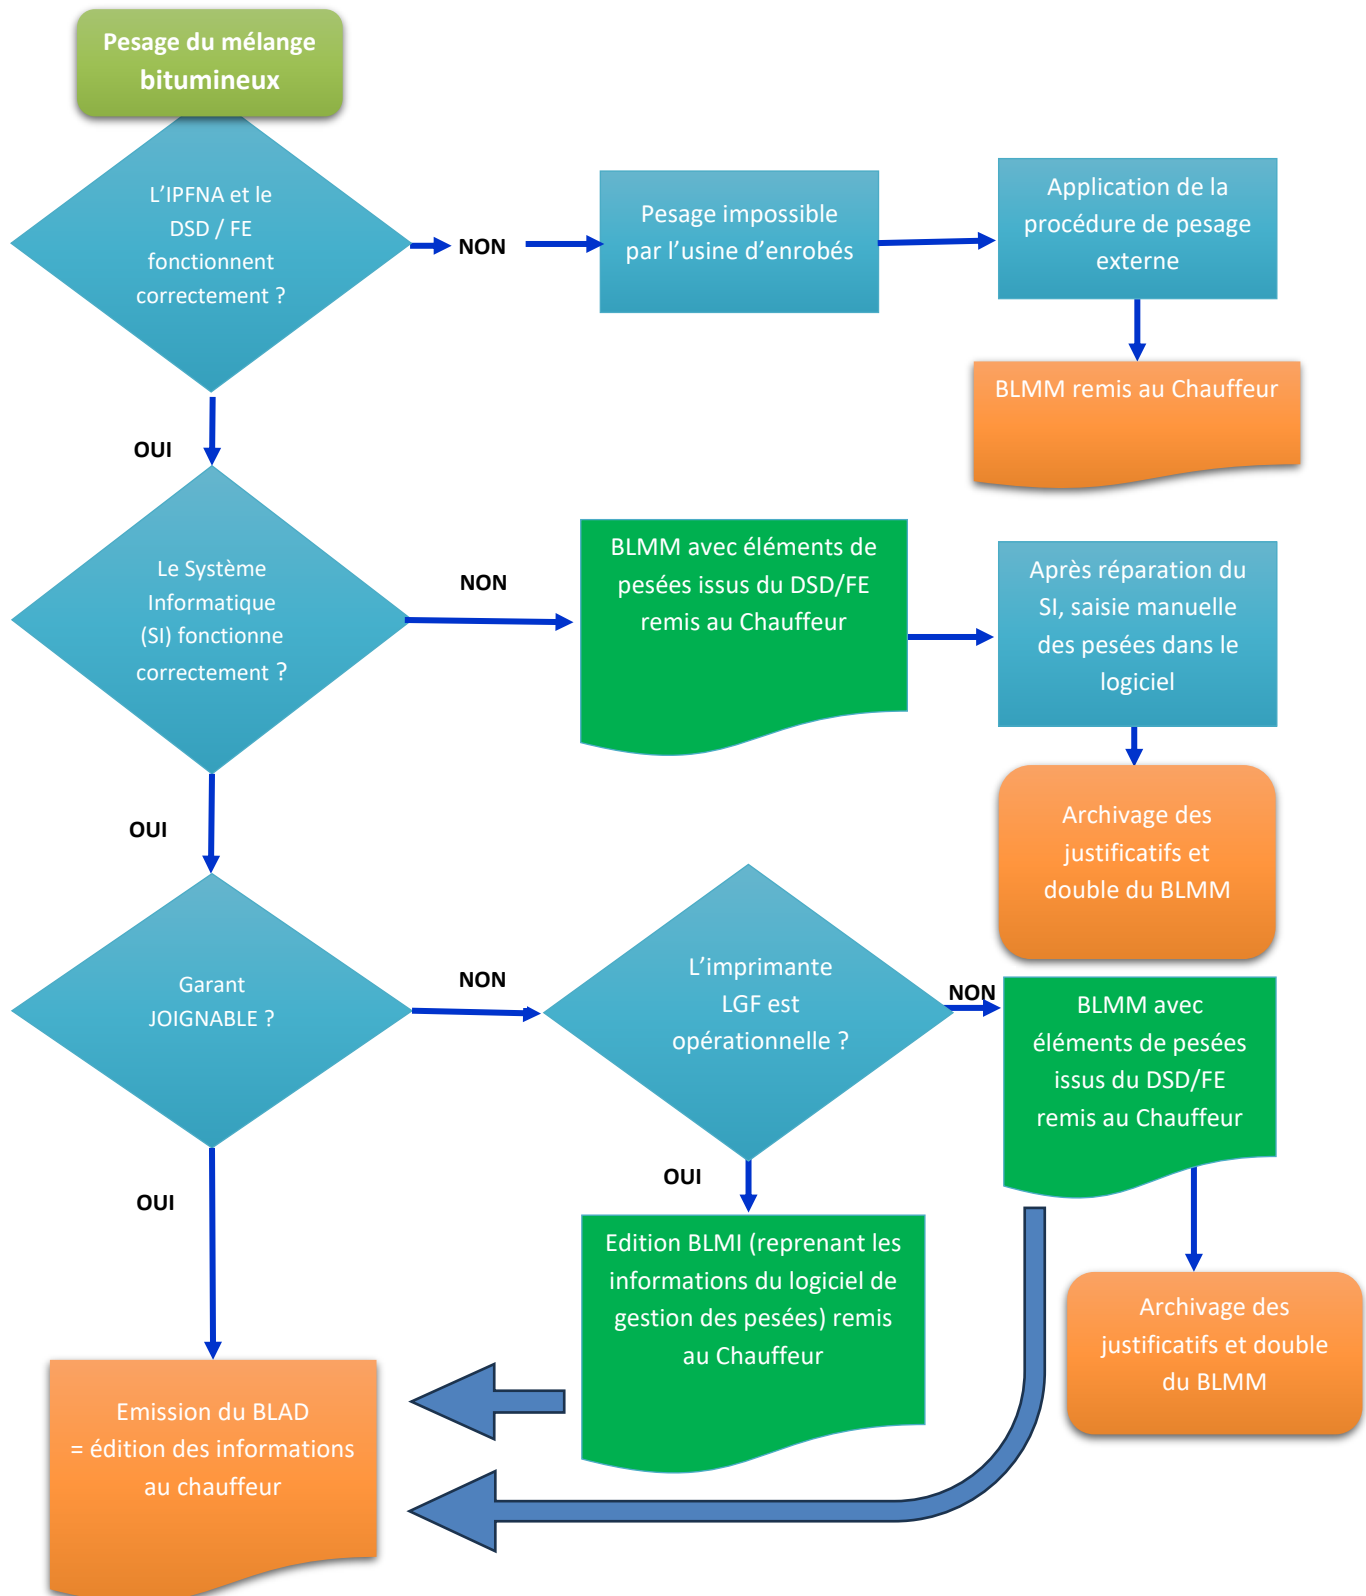 Pesage du mélange
bitumineux
L’IPFNA et le
DSD / FE
fonctionnent
correctement ?
NON
Pesage impossible
par l’usine d’enrobés
Application de la
procédure de pesage
externe
BLMM remis au Chauffeur
OUI
Le Système
Informatique
(SI) fonctionne
correctement ?
NON
BLMM avec éléments de
pesées issus du DSD/FE
remis au Chauffeur
Après réparation du
SI, saisie manuelle
des pesées dans le
logiciel
Archivage des
justificatifs et
double du BLMM
OUI
Garant
JOIGNABLE ?
NON
L’imprimante
LGF est
opérationnelle ?
NON
BLMM avec
éléments de pesées
issus du DSD/FE
remis au Chauffeur
Archivage des
justificatifs et double
du BLMM
OUI
Edition BLMI (reprenant les
informations du logiciel de
gestion des pesées) remis
au Chauffeur
OUI
Emission du BLAD
= édition des informations
au chauffeur